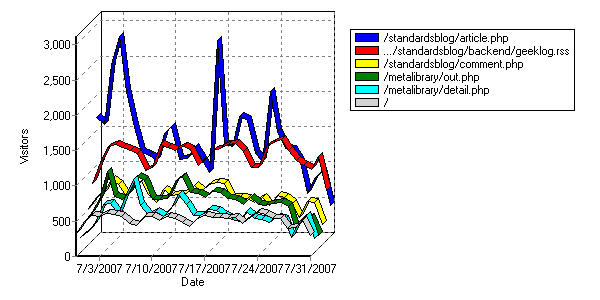 3,000
2,500
2,000
1,500
1,000
500
0
Visitors
7/3/2007 7/10/2007 7/17/2007 7/24/2007 7/31/2007
Date
/standardsblog/article.php
.../standardsblog/backend/geeklog.rss
/standardsblog/comment.php
/metalibrary/out.php
/metalibrary/detail.php
/